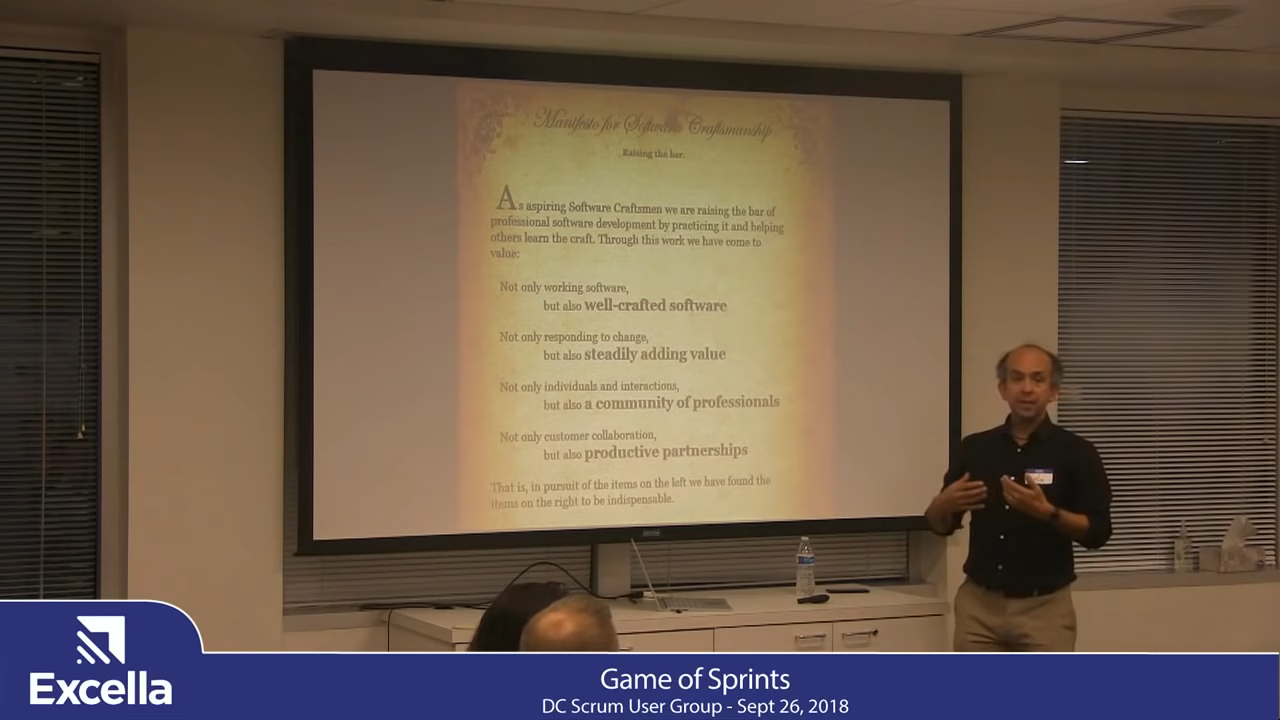 Manifesto for Software Craftsmanship
Raising the bar.
As aspiring Software Craftsmen we are raising the bar of
professional software development by practicing it and helping
others learn the craft. Through this work we have come to
value:
Not only working software,
but also well-crafted software
Not only responding to change,
but also steadily adding value
Not only individuals and interactions,
but also a community of professionals
Not only customer collaboration,
but also productive partnerships
That is, in pursuit of the items on the left we have found the
items on the right to be indispensable.
Excella
Game of Sprints
DC Scrum User Group - Sept 26, 2018